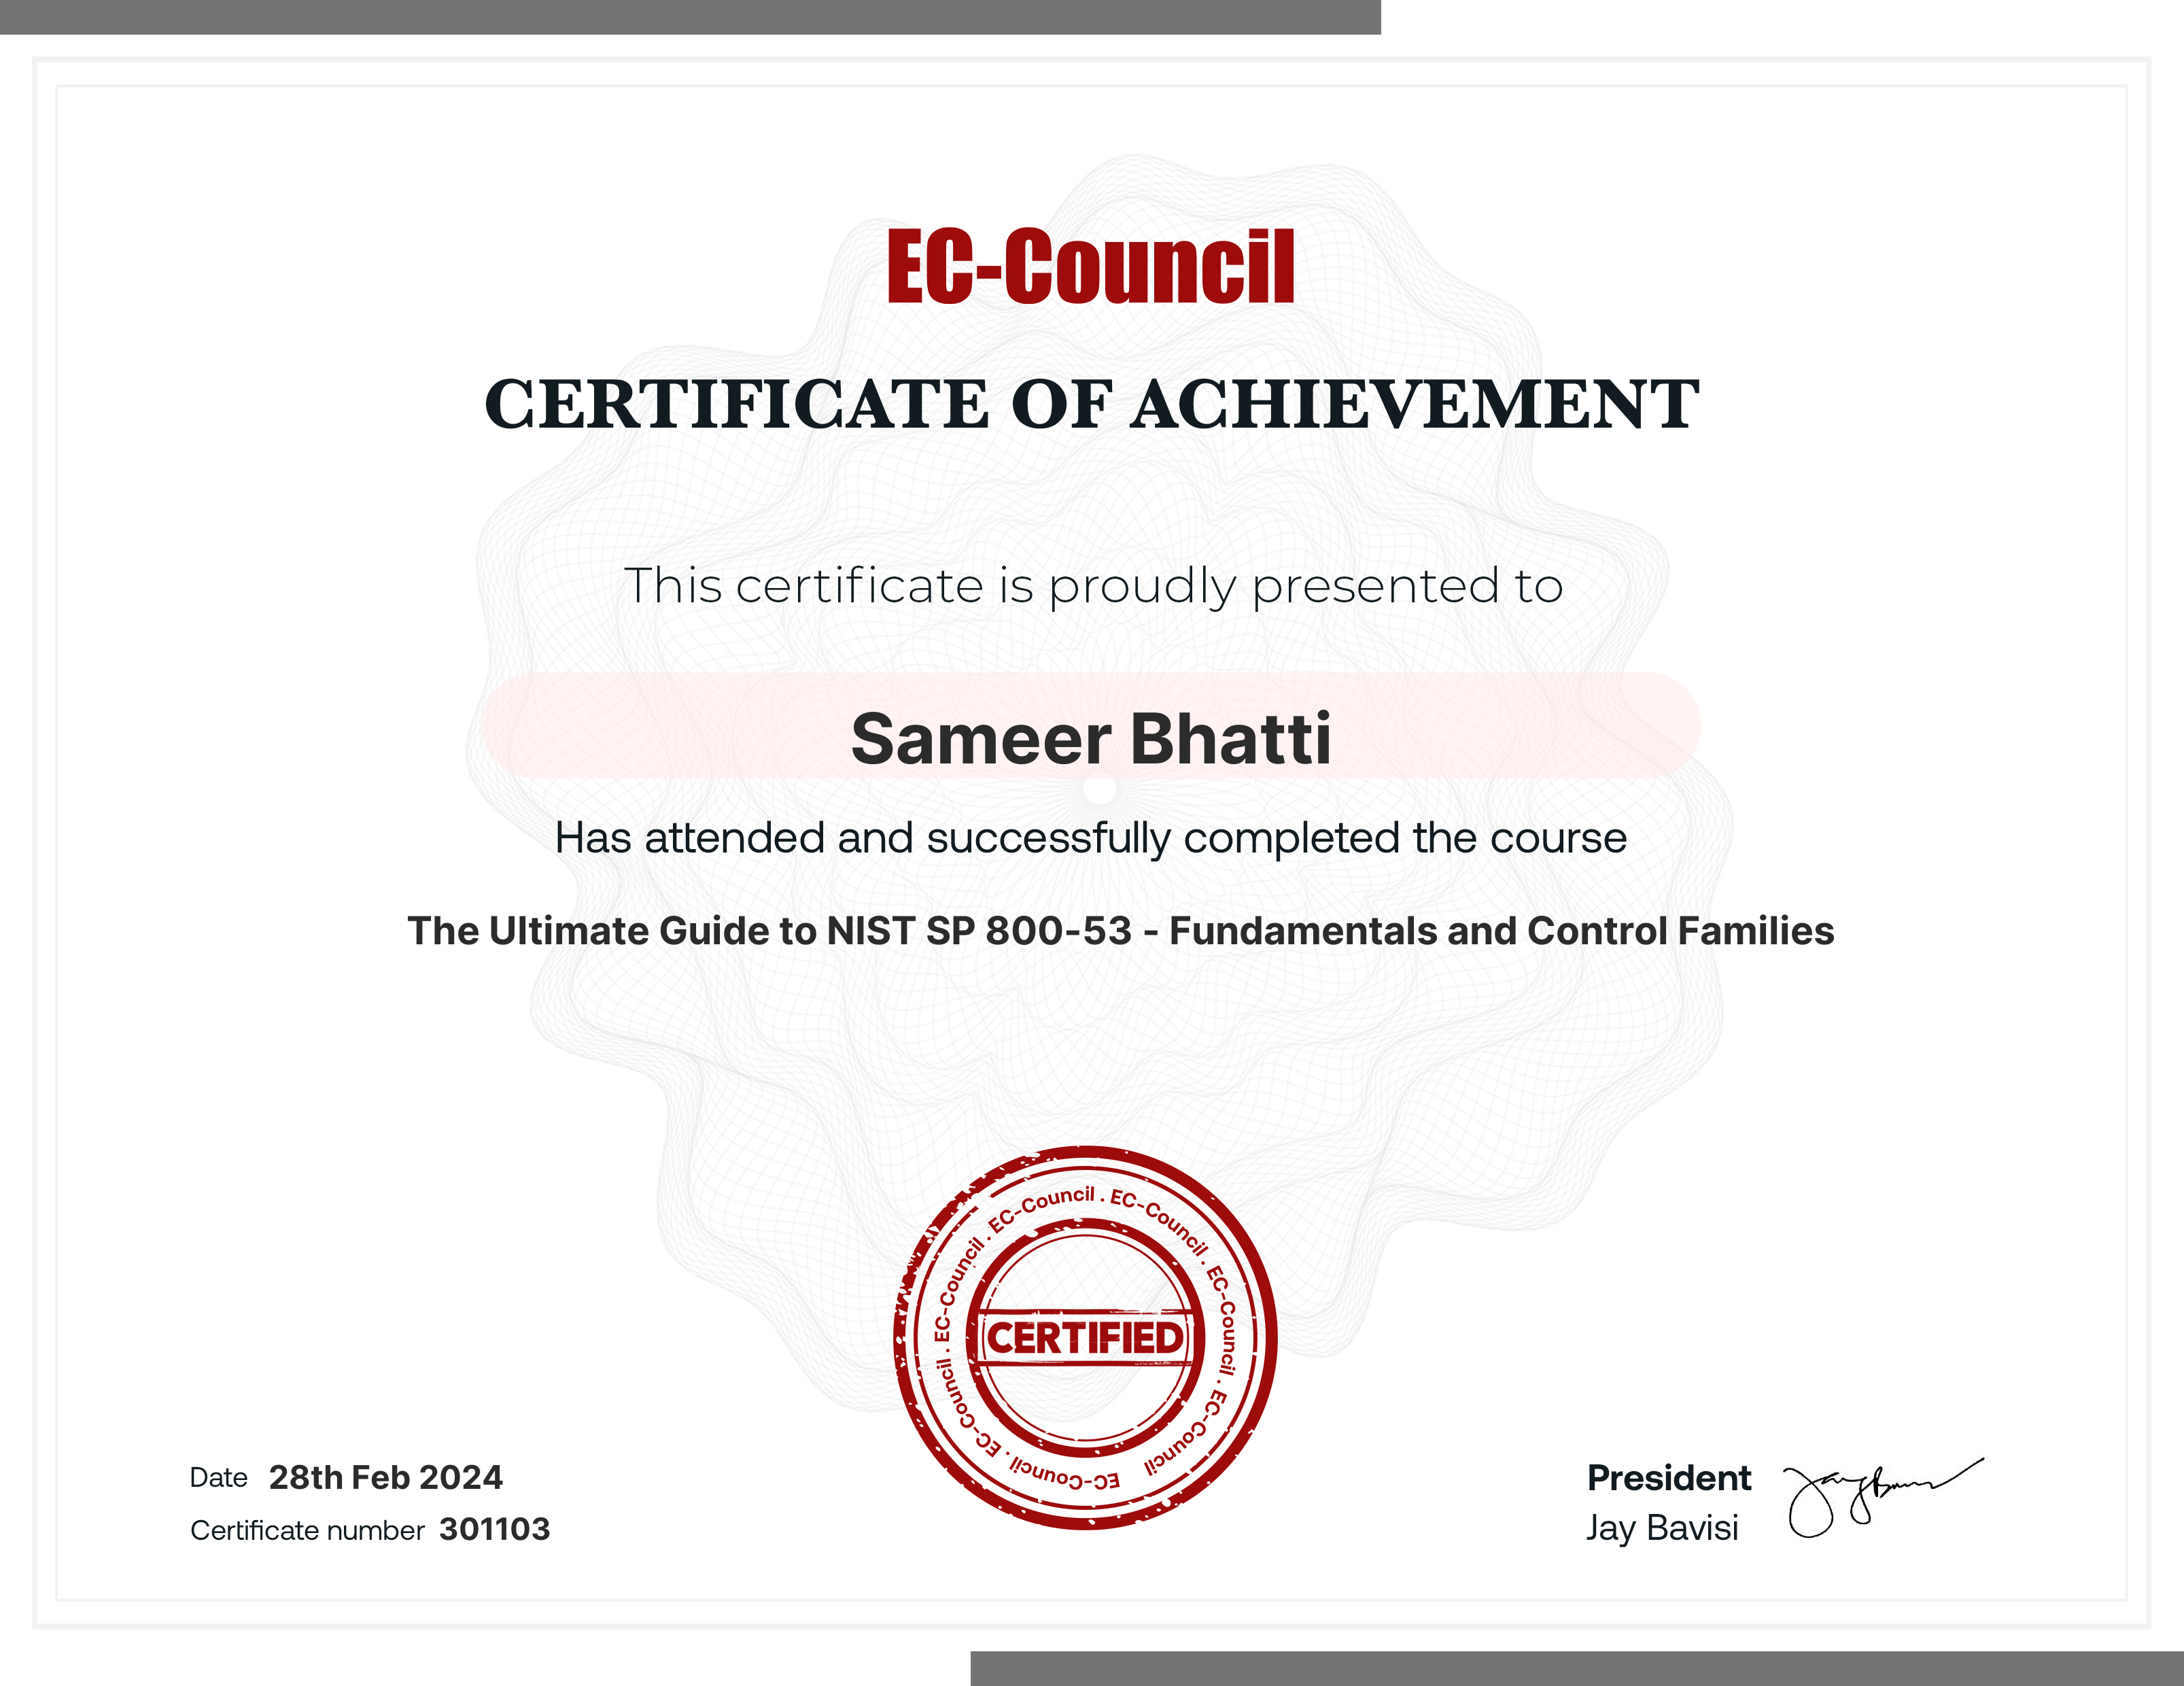 EC-Council
CERTIFICATE OF ACHIEVEMENT
This certificate is proudly presented to
Sameer Bhatti
Has attended and successfully completed the course
The Ultimate Guide to NIST SP 800-53 - Fundamentals and Control Families
EC-Council . EC-Council . EC-Council . EC-Council . EC-Council . EC-Council . EC-Council . EC-Council
CERTIFIED
Date 28th Feb 2024
Certificate number 301103
President
Jay Bavisi